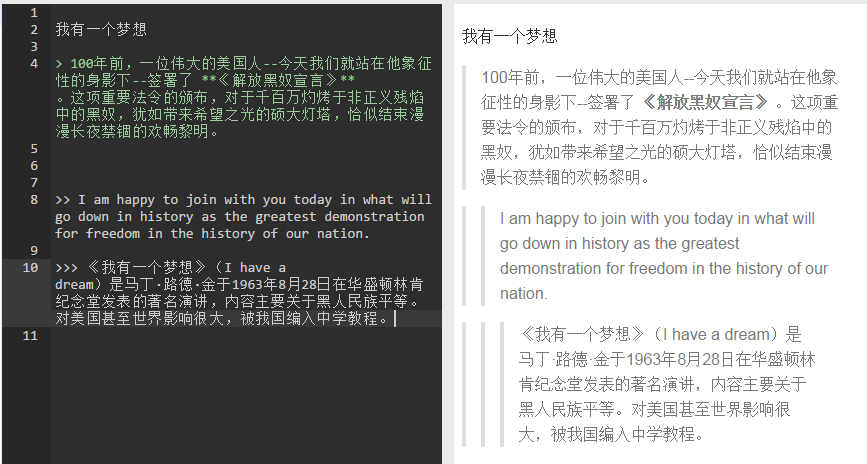 1
2 我有一个梦想
3
4 > 100年前，一位伟大的美国人--今天我们就站在他象征
性的身影下--签署了 **《解放黑奴宣言》**
。这项重要法令的颁布，对于千百万灼烤于非正义残焰
中的黑奴，犹如带来希望之光的硕大灯塔，恰似结束漫
漫长夜禁锢的欢畅黎明。
5
6
7
8 >> I am happy to join with you today in what will
go down in history as the greatest demonstration
for freedom in the history of our nation.
9
10 >>> 《我有一个梦想》（I have a
dream）是马丁·路德·金于1963年8月28日在华盛顿林肯
纪念堂发表的著名演讲，内容主要关于黑人民族平等。
对美国甚至世界影响很大，被我国编入中学教程。
11
我有一个梦想
100年前，一位伟大的美国人--今天我们就站在他象
征性的身影下--签署了 《解放黑奴宣言》 。这项重
要法令的颁布，对于千百万灼烤于非正义残焰中的
黑奴，犹如带来希望之光的硕大灯塔，恰似结束漫
漫长夜禁锢的欢畅黎明。
I am happy to join with you today in what will
go down in history as the greatest
demonstration for freedom in the history of our
nation.
《我有一个梦想》（I have a dream）是
马丁·路德·金于1963年8月28日在华盛顿林
肯纪念堂发表的著名演讲，内容主要关于
黑人民族平等。对美国甚至世界影响很
大，被我国编入中学教程。